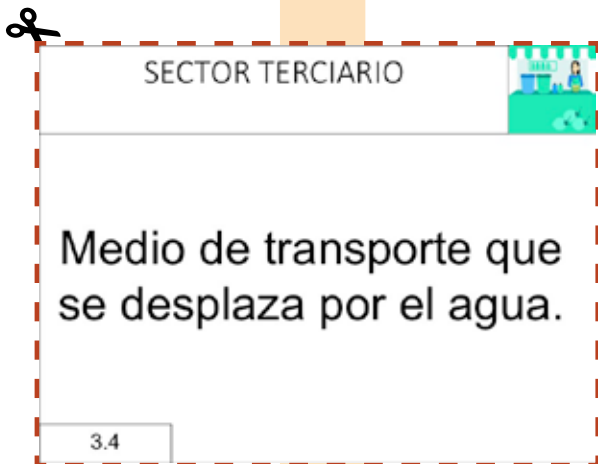 SECTOR TERCIARIO
Medio de transporte que
se desplaza por el agua.
3.4